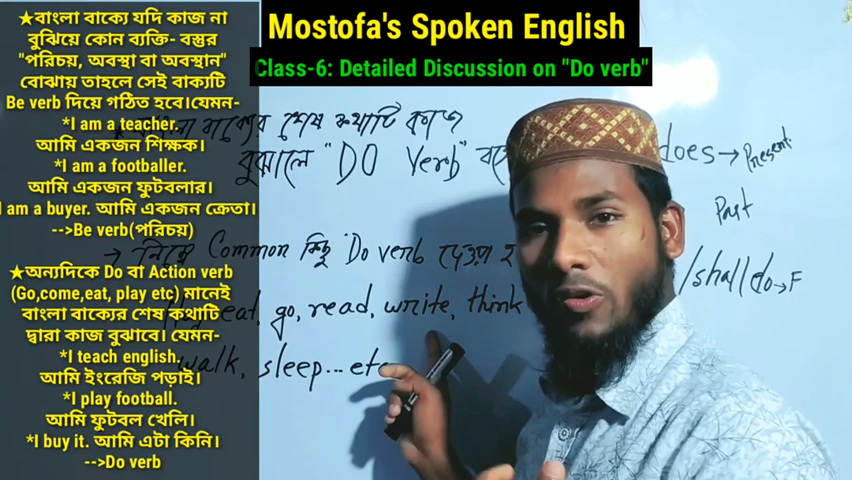 Mostofa's Spoken English
Class-6: Detailed Discussion on "Do verb"
★বাংলা বাক্যে যদি কাজ না
বুঝিয়ে কোন ব্যক্তি- বস্তুর
"পরিচয়, অবস্থা বা অবস্থান"
বোঝায় তাহলে সেই বাক্যটি
Be verb দিয়ে গঠিত হবে।যেমন-
*I am a teacher.
আমি একজন শিক্ষক।
*I am a footballer.
আমি একজন ফুটবলার।
I am a buyer. আমি একজন ক্রেতা।
-->Be verb(পরিচয়)
★অন্যদিকে Do বা Action verb
(Go,come,eat, play etc) মানেই
বাংলা বাক্যের শেষ কথাটি
দ্বারা কাজ বুঝাবে। যেমন-
*I teach english.
আমি ইংরেজি পড়াই।
*I play football.
আমি ফুটবল খেলি।
*I buy it. আমি এটা কিনি।
-->Do verb
বাক্যের শেষ কথাটি কাজ
বুঝালে "DO Verb"
→ নিম্নে Common কিছু Do verb দেওয়া
eat, go, read, write, think
walk, sleep... etc
does → Present
Past
/shall do → F